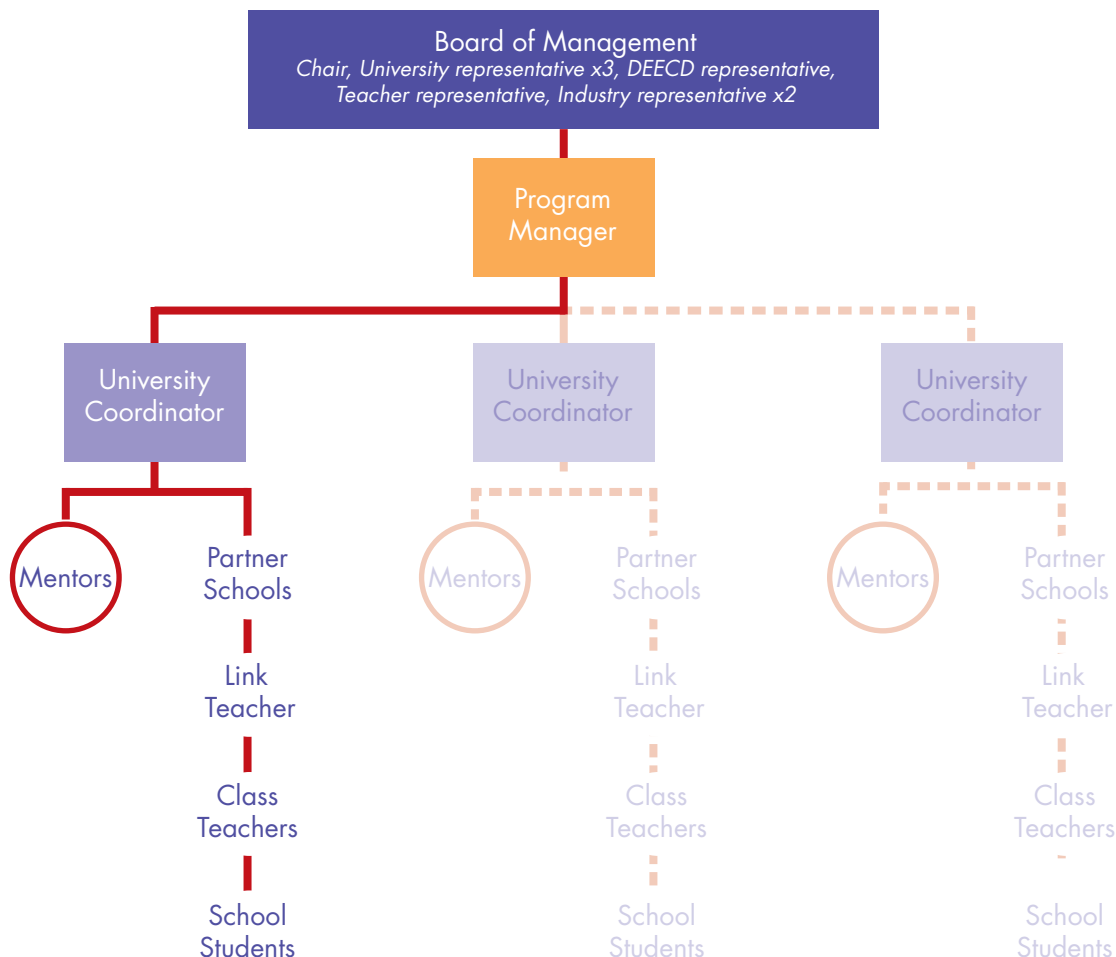 Board of Management
Chair, University representative x3, DEECD representative,
Teacher representative, Industry representative x2
Program
Manager
University
Coordinator
University
Coordinator
University
Coordinator
Mentors
Partner
Schools
Mentors
Partner
Schools
Mentors
Partner
Schools
Link
Teacher
Link
Teacher
Link
Teacher
Class
Teachers
Class
Teachers
Class
Teachers
School
Students
School
Students
School
Students